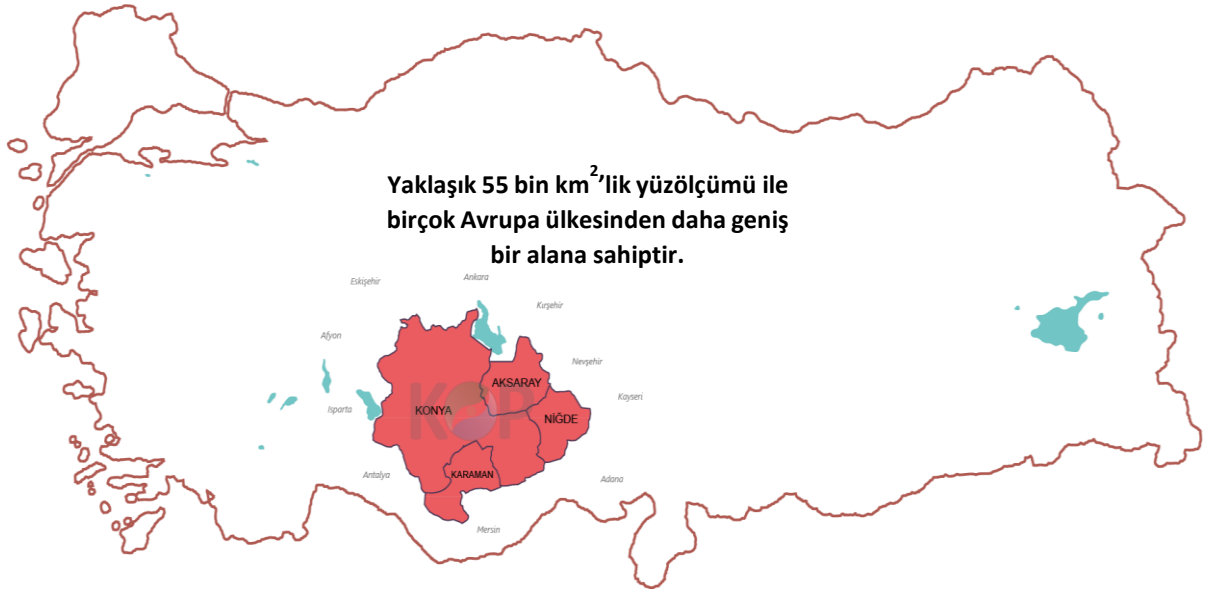 Yaklaşık 55 bin km²'lik yüzölçümü ile
birçok Avrupa ülkesinden daha geniş
bir alana sahiptir.
Ankara
Eskişehir
Kırşehir
Afyon
Nevşehir
AKSARAY
Kayseri
Isparta
KONYA
KOP
NİĞDE
Antalya
KARAMAN
Adana
Mersin